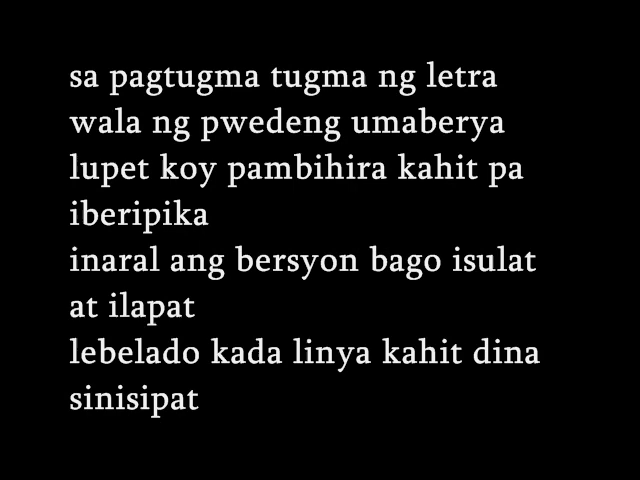 sa pagtugma tugma ng letra
wala ng pwedeng umaberya
lupet koy pambihira kahit pa
iberipika
inaral ang bersyon bago isulat
at ilapat
lebelado kada linya kahit dina
sinisipat